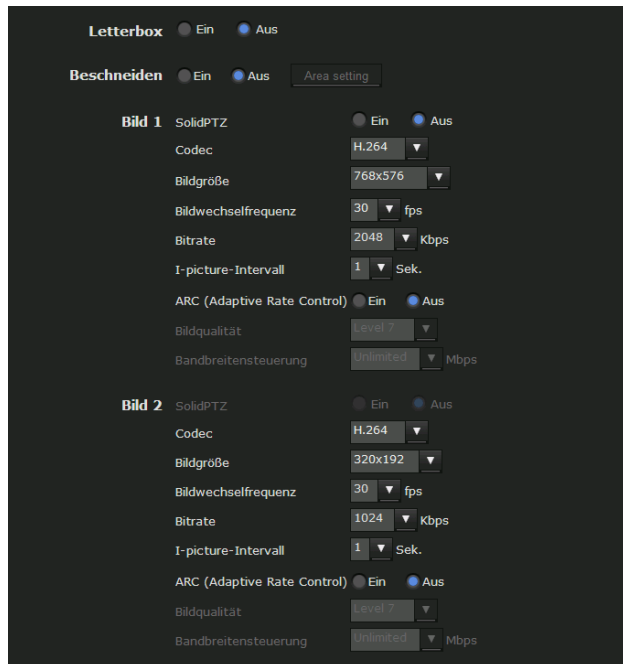 Letterbox Ein Aus
Beschneiden Ein Aus Area setting
Bild 1 SolidPTZ Ein Aus
Codec H.264
Bildgröße 768x576
Bildwechselfrequenz 30 fps
Bitrate 2048 Kbps
I-picture-Intervall 1 Sek.
ARC (Adaptive Rate Control) Ein Aus
Bildqualität Level 7
Bandbreitensteuerung Unlimited Mbps
Bild 2 SolidPTZ Ein Aus
Codec H.264
Bildgröße 320x192
Bildwechselfrequenz 30 fps
Bitrate 1024 Kbps
I-picture-Intervall 1 Sek.
ARC (Adaptive Rate Control) Ein Aus
Bildqualität Level 7
Bandbreitensteuerung Unlimited Mbps